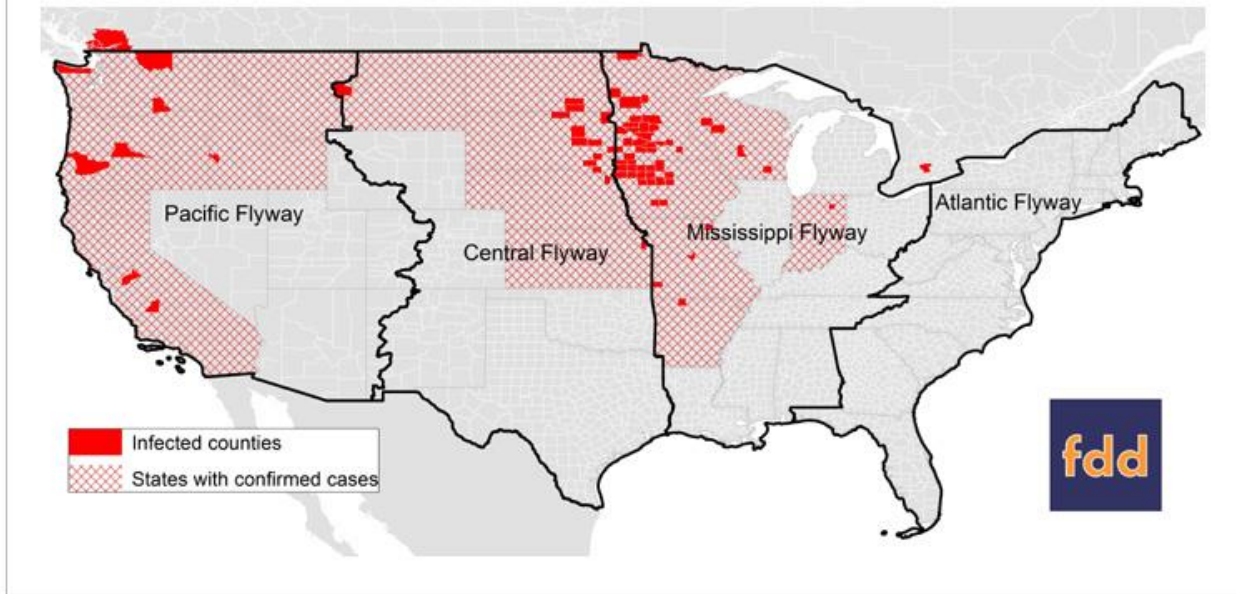 Pacific Flyway
Central Flyway
Mississippi Flyway
Atlantic Flyway
Infected counties
States with confirmed cases
fdd